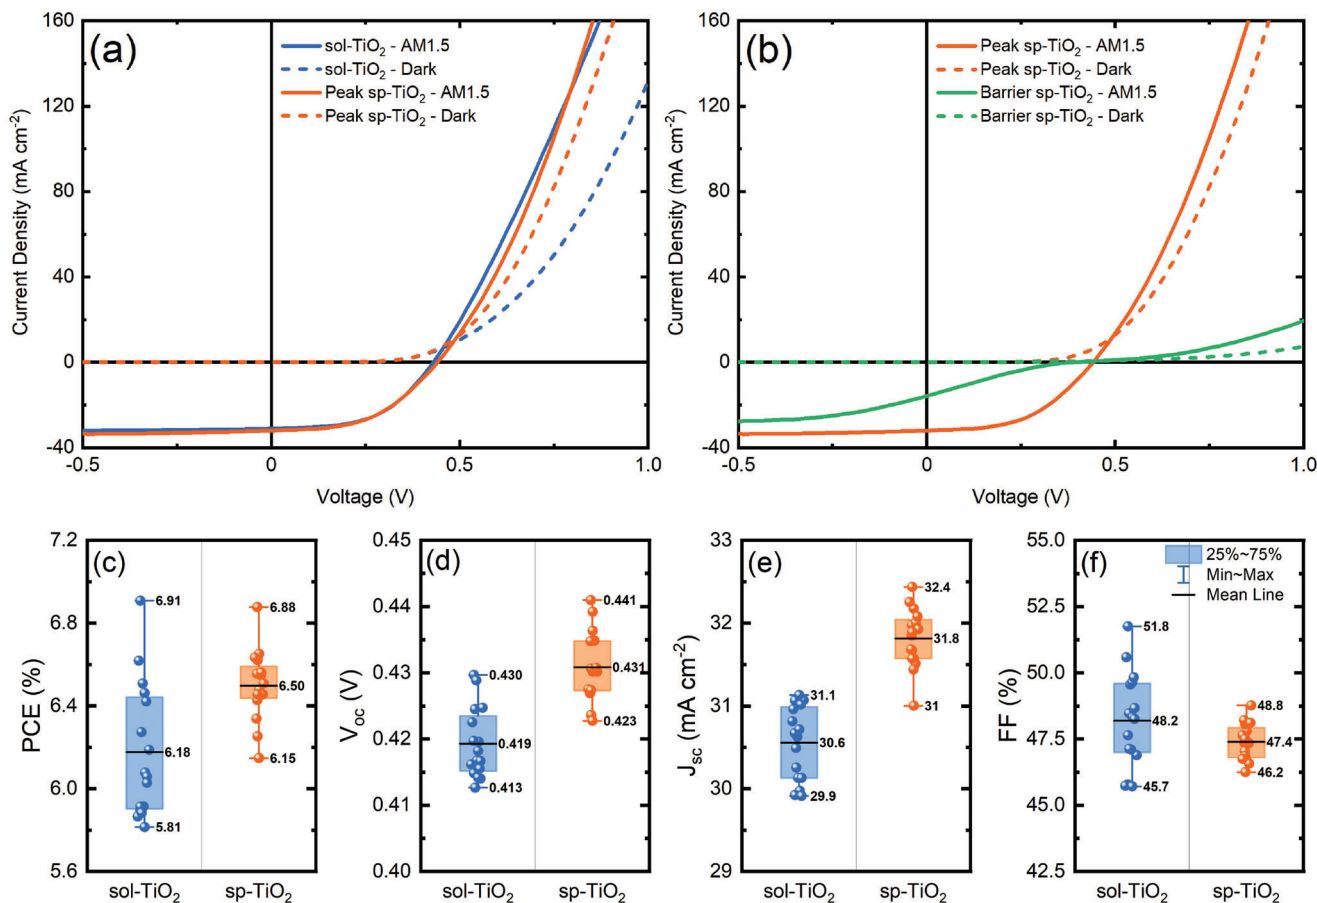 (a)
sol-TiO₂ - AM1.5
sol-TiO₂ - Dark
Peak sp-TiO₂ - AM1.5
Peak sp-TiO₂ - Dark
160
120
80
40
0
-40
Current Density (mA cm⁻²)
-0.5
0
0.5
1.0
Voltage (V)
(b)
Peak sp-TiO₂ - AM1.5
Peak sp-TiO₂ - Dark
Barrier sp-TiO₂ - AM1.5
Barrier sp-TiO₂ - Dark
160
120
80
40
0
-40
Current Density (mA cm⁻²)
-0.5
0
0.5
1.0
Voltage (V)
(c)
7.2
6.8
6.4
6.0
5.6
PCE (%)
6.91
6.18
5.81
6.88
6.50
6.15
sol-TiO₂
sp-TiO₂
(d)
0.45
0.44
0.43
0.42
0.41
0.40
Voc (V)
0.430
0.419
0.413
0.441
0.431
0.423
sol-TiO₂
sp-TiO₂
(e)
33
32
31
30
29
Jsc (mA cm⁻²)
31.1
30.6
29.9
32.4
31.8
31
sol-TiO₂
sp-TiO₂
(f)
25%~75%
Min~Max
Mean Line
55.0
52.5
50.0
47.5
45.0
42.5
FF (%)
51.8
48.2
45.7
48.8
47.4
46.2
sol-TiO₂
sp-TiO₂